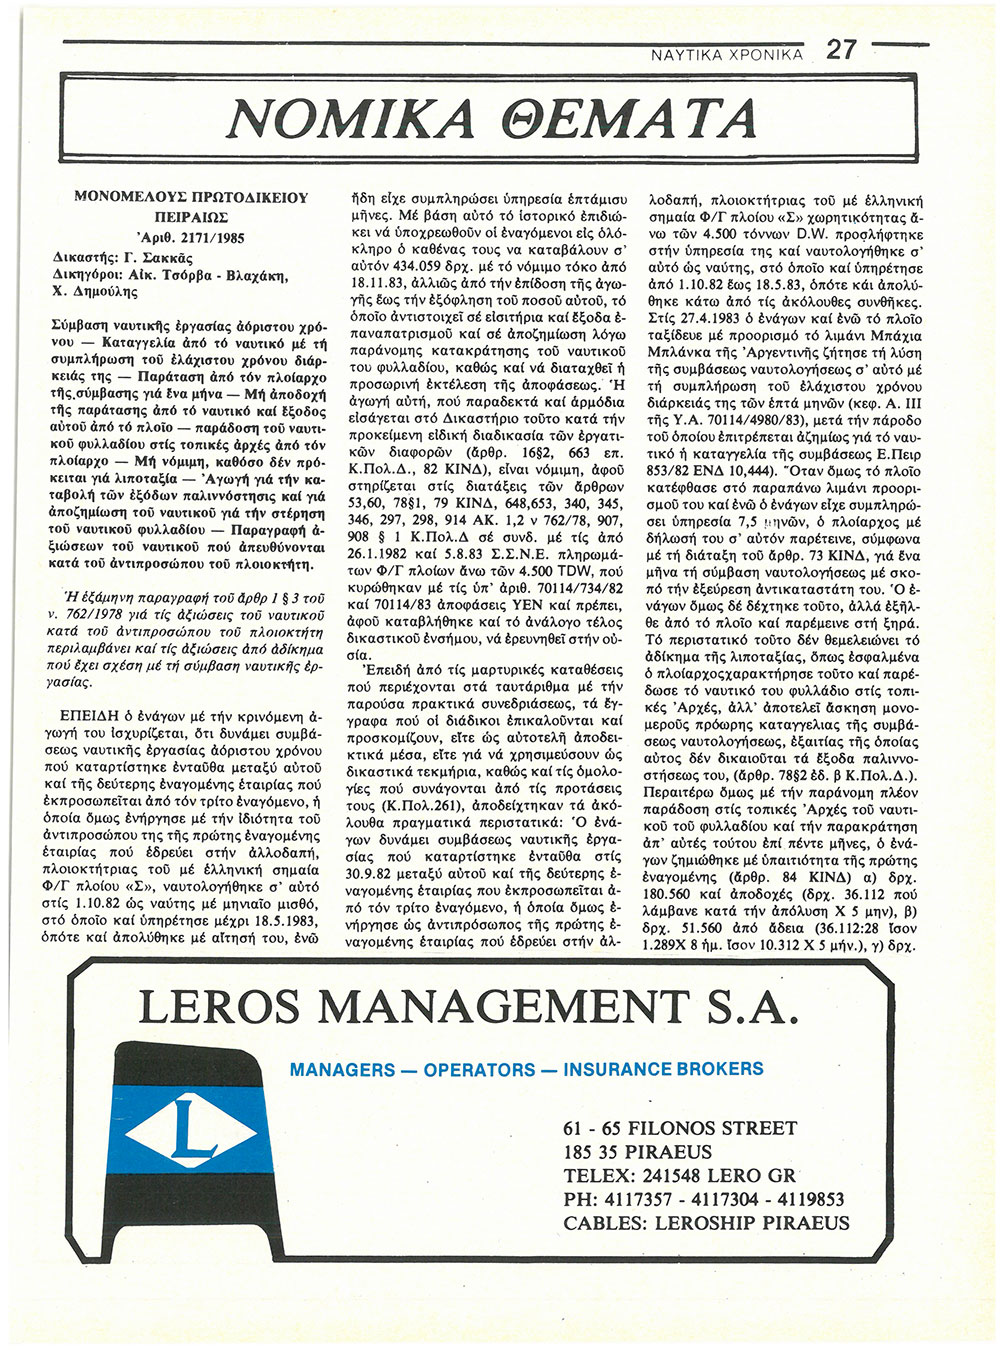 ΝΑΥΤΙΚΑ ΧΡΟΝΙΚΑ 27
ΝΟΜΙΚΑ ΘΕΜΑΤΑ
ΜΟΝΟΜΕΛΟΥΣ ΠΡΩΤΟΔΙΚΕΙΟΥ
ΠΕΙΡΑΙΩΣ
Ἀριθ. 2171/1985
Δικαστής: Γ. Σακκᾶς
Δικηγόροι: Αἰκ. Τσόρβα - Βλαχάκη,
Χ. Δημούλης
Σύμβαση ναυτικῆς ἐργασίας ἀόριστου χρό-
νου — Καταγγελία ἀπό τό ναυτικό μέ τή
συμπλήρωση τοῦ ἐλάχιστου χρόνου διάρ-
κειάς της — Παράταση ἀπό τόν πλοίαρχο
τῆς σύμβασης γιά ἕνα μήνα — Μή ἀποδοχή
τῆς παράτασης ἀπό τό ναυτικό καί ἔξοδος
αὐτοῦ ἀπό τό πλοῖο — παράδοση τοῦ ναυτι-
κοῦ φυλλαδίου στίς τοπικές ἀρχές ἀπό τόν
πλοίαρχο — Μή νόμιμη, καθόσο δέν πρό-
κειται γιά λιποταξία — Ἀγωγή γιά τήν κα-
ταβολή τῶν ἐξόδων παλιννόστησις καί γιά
ἀποζημίωση τοῦ ναυτικοῦ γιά τήν στέρηση
τοῦ ναυτικοῦ φυλλαδίου — Παραγραφή ἀ-
ξιώσεων τοῦ ναυτικοῦ πού ἀπευθύνονται
κατά τοῦ ἀντιπροσώπου τοῦ πλοιοκτήτη.
Ἡ ἑξάμηνη παραγραφή τοῦ ἄρθρ 1 § 3 τοῦ
ν. 762/1978 γιά τίς ἀξιώσεις τοῦ ναυτικοῦ
κατά τοῦ ἀντιπροσώπου τοῦ πλοιοκτήτη
περιλαμβάνει καί τίς ἀξιώσεις ἀπό ἀδίκημα
πού ἔχει σχέση μέ τή σύμβαση ναυτικῆς ἐρ-
γασίας.
ΕΠΕΙΔΗ ὁ ἐνάγων μέ τήν κρινόμενη ἀ-
γωγή του ἰσχυρίζεται, ὅτι δυνάμει συμβά-
σεως ναυτικῆς ἐργασίας ἀόριστου χρόνου
πού καταρτίστηκε ἐνταῦθα μεταξύ αὐτοῦ
καί τῆς δεύτερης ἐναγομένης ἑταιρίας πού
ἐκπροσωπεῖται ἀπό τόν τρίτο ἐναγόμενο, ἡ
ὁποία ὅμως ἐνήργησε μέ τήν ἰδιότητα τοῦ
ἀντιπροσώπου της τῆς πρώτης ἐναγομένης
ἑταιρίας πού ἑδρεύει στήν ἀλλοδαπή,
πλοιοκτήτριας τοῦ μέ ἑλληνική σημαία
Φ/Γ πλοίου «Σ», ναυτολογήθηκε σ' αὐτό
στίς 1.10.82 ὡς ναύτης μέ μηνιαῖο μισθό,
στό ὁποῖο καί ὑπηρέτησε μέχρι 18.5.1983,
ὁπότε καί ἀπολύθηκε μέ αἴτησή του, ἐνῶ
ἤδη εἶχε συμπληρώσει ὑπηρεσία ἑπτάμισυ
μῆνες. Μέ βάση αὐτό τό ἱστορικό ἐπιδιώ-
κει νά ὑποχρεωθοῦν οἱ ἐναγόμενοι εἰς ὁλό-
κληρο ὁ καθένας τους να καταβάλουν σ'
αὐτόν 434.059 δρχ. μέ τό νόμιμο τόκο ἀπό
18.11.83, ἀλλιῶς ἀπό τήν ἐπίδοση τῆς ἀγω-
γῆς ἕως τήν ἐξόφληση τοῦ ποσοῦ αὐτοῦ, τό
ὁποῖο ἀντιστοιχεῖ σέ εἰσιτήρια καί ἔξοδα ἐ-
παναπατρισμοῦ καί σέ ἀποζημίωση λόγω
παράνομης κατακράτησης τοῦ ναυτικοῦ
του φυλλαδίου, καθώς καί νά διαταχθεῖ ἡ
προσωρινή ἐκτέλεση τῆς ἀποφάσεως. Ἡ
ἀγωγή αὐτή, πού παραδεκτά καί ἁρμόδια
εἰσάγεται στό Δικαστήριο τοῦτο κατά τήν
προκείμενη εἰδική διαδικασία τῶν ἐργατι-
κῶν διαφορῶν (ἄρθρ. 16§2, 663 επ.
Κ.Πολ.Δ., 82 ΚΙΝΔ), εἶναι νόμιμη, ἀφοῦ
στηρίζεται στίς διατάξεις τῶν ἄρθρων
53,60, 78§1, 79 ΚΙΝΔ, 648,653, 340, 345,
346, 297, 298, 914 ΑΚ. 1,2 ν 762/78, 907,
908 § 1 Κ.Πολ.Δ σέ συνδ. μέ τίς ἀπό
26.1.1982 καί 5.8.83 Σ.Σ.Ν.Ε. πληρωμά-
των Φ/Γ πλοίων ἄνω τῶν 4.500 TDW, πού
κυρώθηκαν μέ τίς ὑπ' ἀριθ. 70114/734/82
καί 70114/83 ἀποφάσεις ΥΕΝ καί πρέπει,
ἀφοῦ καταβλήθηκε καί τό ἀνάλογο τέλος
δικαστικοῦ ἐνσήμου, νά ἐρευνηθεῖ στήν οὐ-
σία.
Ἐπειδή ἀπό τίς μαρτυρικές καταθέσεις
πού περιέχονται στά ταυτάριθμα μέ τήν
παρούσα πρακτικά συνεδριάσεως, τά ἔγ-
γραφα πού οἱ διάδικοι ἐπικαλοῦνται καί
προσκομίζουν, εἴτε ὡς αὐτοτελῆ ἀποδει-
κτικά μέσα, εἴτε γιά νά χρησιμεύσουν ὡς
δικαστικά τεκμήρια, καθώς καί τίς ὁμολο-
γίες πού συνάγονται ἀπό τίς προτάσεις
τους (Κ.Πολ.261), ἀποδείχτηκαν τά ἀκό-
λουθα πραγματικά περιστατικά: Ὁ ἐνά-
γων δυνάμει συμβάσεως ναυτικῆς ἐργα-
σίας πού καταρτίστηκε ἐνταῦθα στίς
30.9.82 μεταξύ αὐτοῦ καί τῆς δεύτερης ἐ-
ναγομένης ἑταιρίας που ἐκπροσωπεῖται ἀ-
πό τόν τρίτο ἐναγόμενο, ἡ ὁποία ὅμως ἐ-
νήργησε ὡς ἀντιπρόσωπος τῆς πρώτης ἐ-
ναγομένης ἑταιρίας πού ἑδρεύει στήν ἀλ-
λοδαπή, πλοιοκτήτριας τοῦ μέ ἑλληνική
σημαία Φ/Γ πλοίου «Σ» χωρητικότητας ἄ-
νω τῶν 4.500 τόννων D.W. προσλήφτηκε
στήν ὑπηρεσία της καί ναυτολογήθηκε σ'
αὐτό ὡς ναύτης, στό ὁποῖο καί ὑπηρέτησε
ἀπό 1.10.82 ἕως 18.5.83, ὁπότε κάι ἀπολύ-
θηκε κάτω ἀπό τίς ἀκόλουθες συνθῆκες.
Στίς 27.4.1983 ὁ ἐνάγων καί ἐνῶ τό πλοῖο
ταξίδευε μέ προορισμό τό λιμάνι Μπάχια
Μπλάνκα τῆς Ἀργεντινῆς ζήτησε τή λύση
τῆς συμβάσεως ναυτολογήσεως σ' αὐτό μέ
τή συμπλήρωση τοῦ ἐλάχιστου χρόνου
διάρκειάς της τῶν ἑπτά μηνῶν (κεφ. Α. ΙΙΙ
τῆς Υ.Α. 70114/4980/83), μετά τήν πάροδο
τοῦ ὁποίου ἐπιτρέπεται ἀζημίως γιά τό ναυ-
τικό ἡ καταγγελία τῆς συμβάσεως Ε.Πειρ
853/82 ΕΝΔ 10,444). Ὅταν ὅμως τό πλοῖο
κατέφθασε στό παραπάνω λιμάνι προορι-
σμοῦ του καί ἐνῶ ὁ ἐνάγων εἶχε συμπληρώ-
σει ὑπηρεσία 7,5 μηνῶν, ὁ πλοίαρχος μέ
δήλωσή του σ' αὐτόν παρέτεινε, σύμφωνα
μέ τή διάταξη τοῦ ἄρθρ. 73 ΚΙΝΔ, γιά ἕνα
μήνα τή σύμβαση ναυτολογήσεως μέ σκο-
πό τήν ἐξεύρεση ἀντικαταστάτη του. Ὁ ἐ-
νάγων ὅμως δέ δέχτηκε τοῦτο, ἀλλά ἐξῆλ-
θε ἀπό τό πλοῖο καί παρέμεινε στή ξηρά.
Τό περιστατικό τοῦτο δέν θεμελειώνει τό
ἀδίκημα τῆς λιποταξίας, ὅπως ἐσφαλμένα
ὁ πλοίαρχοςχαρακτήρησε τοῦτο καί παρέ-
δωσε τό ναυτικό του φυλλάδιο στίς τοπι-
κές Ἀρχές, ἀλλ' ἀποτελεῖ ἄσκηση μονο-
μεροῦς πρόωρης καταγγελιας τῆς συμβά-
σεως ναυτολογήσεως, ἐξαιτίας τῆς ὁποίας
αὐτος δέν δικαιοῦται τά ἔξοδα παλιννο-
στήσεως του, (ἄρθρ. 78§2 ἐδ. β Κ.Πολ.Δ.).
Περαιτέρω ὅμως μέ τήν παράνομη πλέον
παράδοση στίς τοπικές Ἀρχές τοῦ ναυτι-
κοῦ τοῦ φυλλαδίου καί τήν παρακράτηση
ἀπ' αὐτές τούτου ἐπί πέντε μῆνες, ὁ ἐνά-
γων ζημιώθηκε μέ ὑπαιτιότητα τῆς πρώτης
ἐναγομένης (ἄρθρ. 84 ΚΙΝΔ) α) δρχ.
180.560 καί ἀποδοχές (δρχ. 36.112 πού
λάμβανε κατά τήν ἀπόλυση Χ 5 μην), β)
δρχ. 51.560 ἀπό ἄδεια (36.112:28 ἴσον
1.289Χ 8 ἡμ. ἴσον 10.312 Χ 5 μήν.), γ) δρχ.
LEROS MANAGEMENT S.A.
MANAGERS — OPERATORS — INSURANCE BROKERS
L
61 - 65 FILONOS STREET
185 35 PIRAEUS
TELEX: 241548 LERO GR
PH: 4117357 - 4117304 - 4119853
CABLES: LEROSHIP PIRAEUS